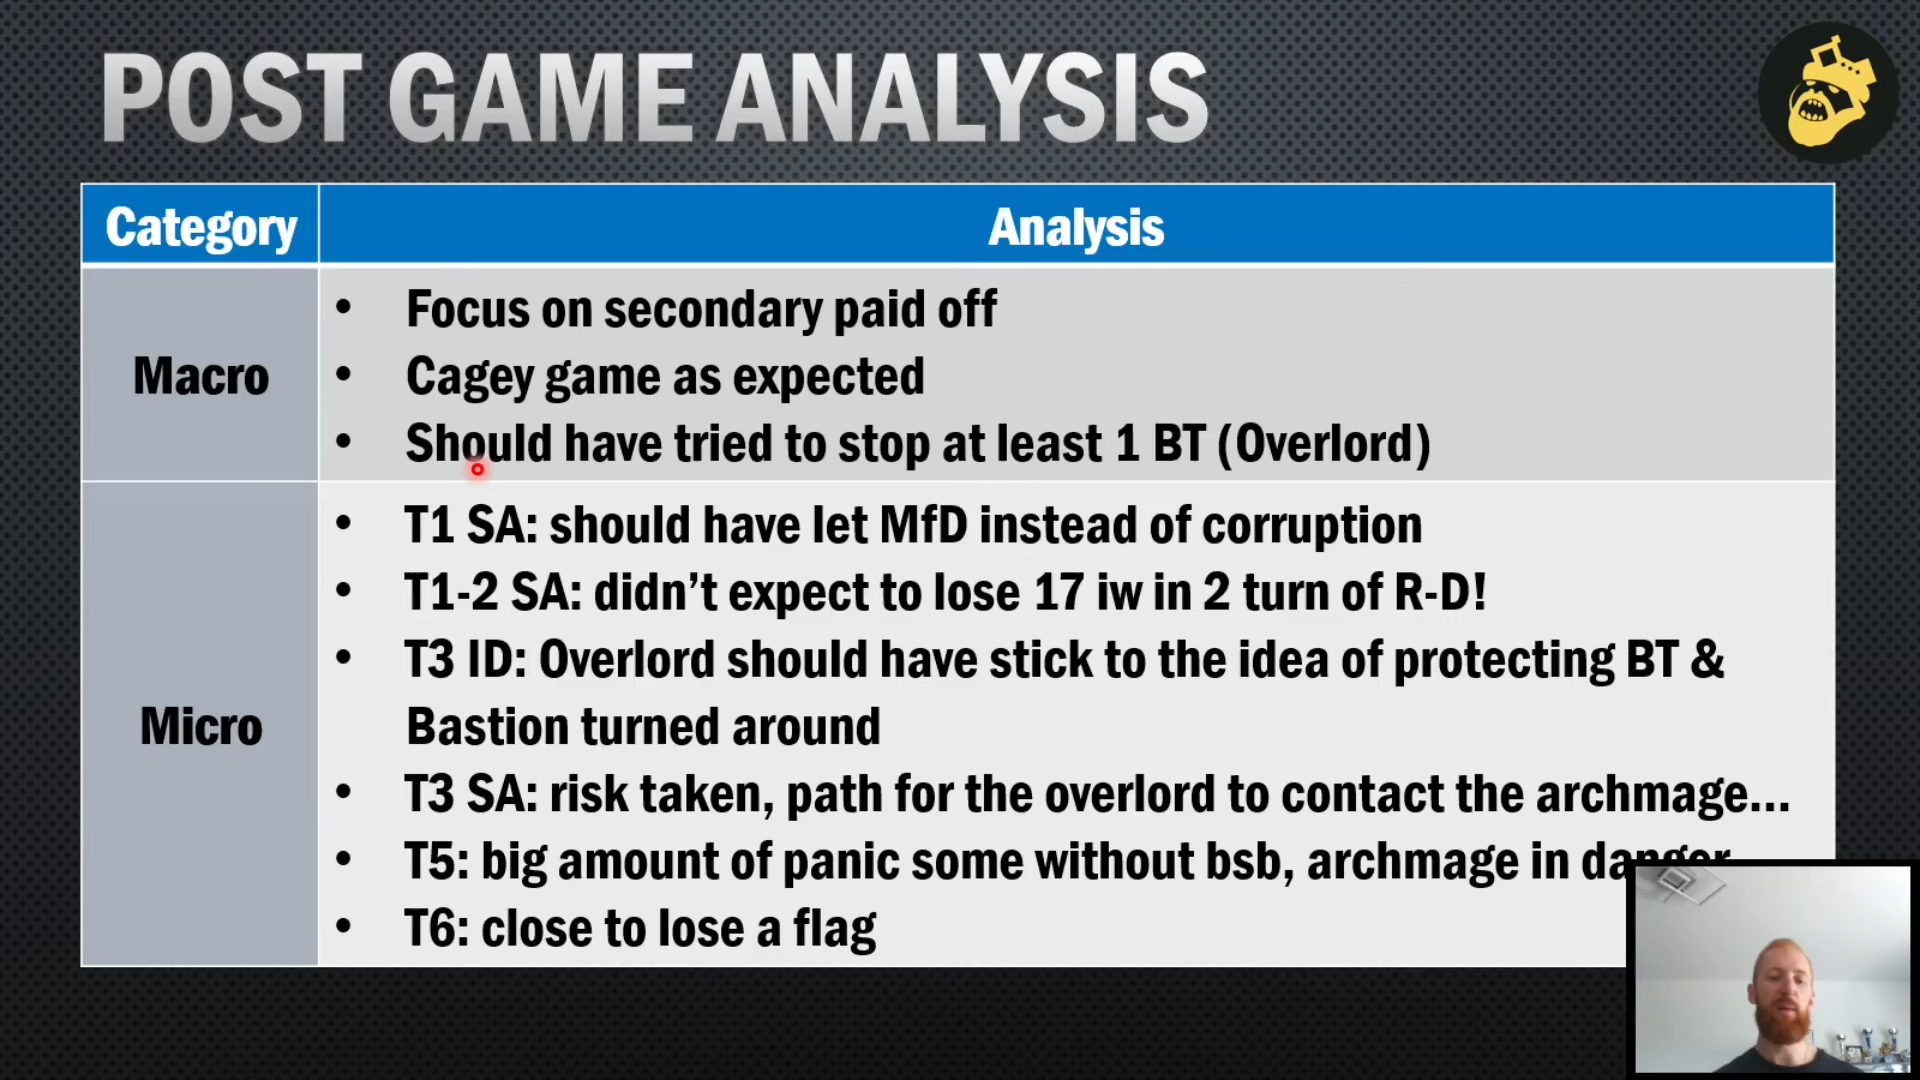 POST GAME ANALYSIS
Category Analysis
Macro
• Focus on secondary paid off
• Cagey game as expected
• Should have tried to stop at least 1 BT (Overlord)
Micro
• T1 SA: should have let MfD instead of corruption
• T1-2 SA: didn’t expect to lose 17 iw in 2 turn of R-D!
• T3 ID: Overlord should have stick to the idea of protecting BT &
Bastion turned around
• T3 SA: risk taken, path for the overlord to contact the archmage...
• T5: big amount of panic some without bsb, archmage in danger
• T6: close to lose a flag